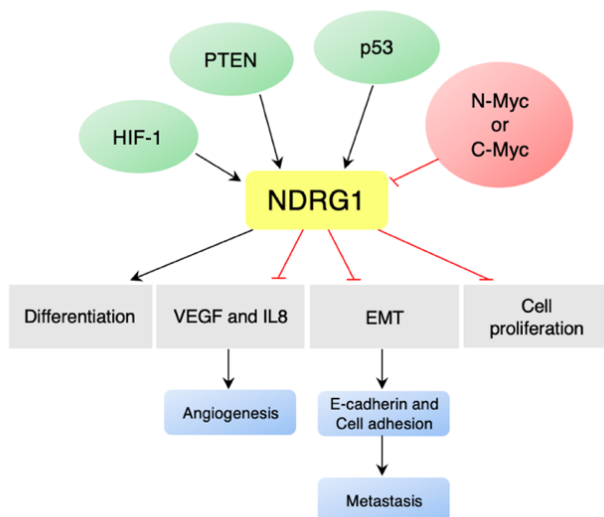 p53
PTEN
N-Myc
or
C-Myc
HIF-1
NDRG1
Differentiation
VEGF and IL8
EMT
Cell
proliferation
Angiogenesis
E-cadherin and
Cell adhesion
Metastasis